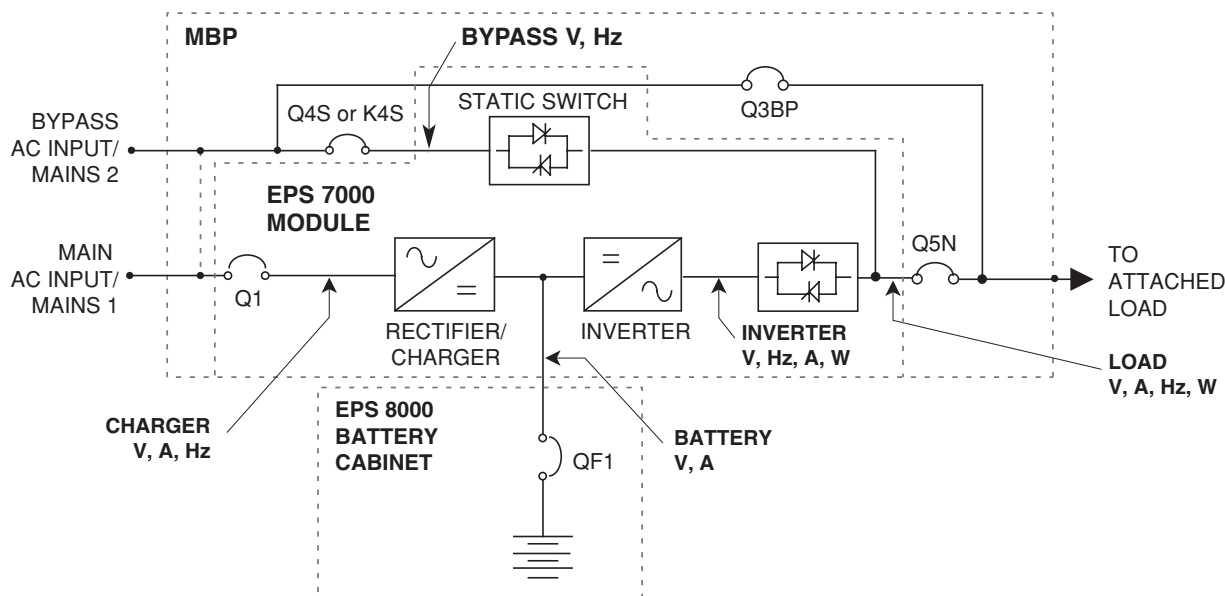 MBP
BYPASS V, Hz
BYPASS
AC INPUT/
MAINS 2
Q4S or K4S
STATIC SWITCH
Q3BP
EPS 7000
MODULE
MAIN
AC INPUT/
MAINS 1
Q1
RECTIFIER/
CHARGER
INVERTER
INVERTER
V, Hz, A, W
Q5N
TO
ATTACHED
LOAD
LOAD
V, A, Hz, W
CHARGER
V, A, Hz
EPS 8000
BATTERY
CABINET
QF1
BATTERY
V, A